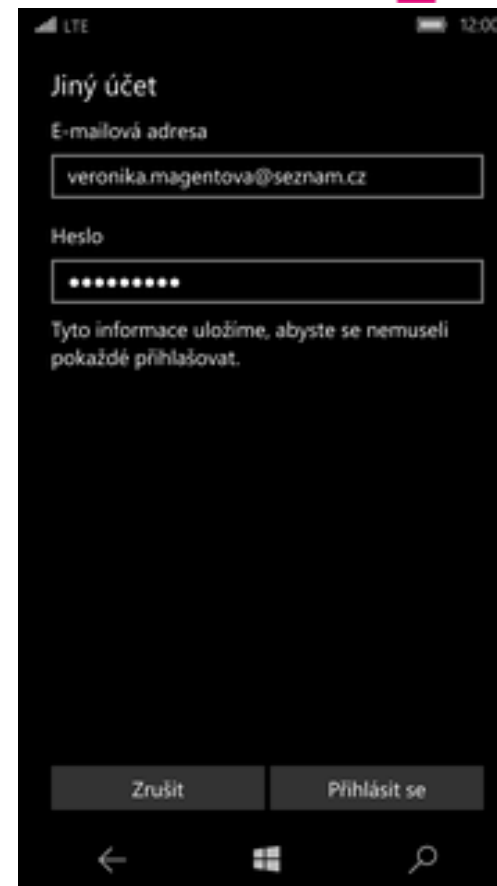 LTE 12:00
Jiný účet
E-mailová adresa
veronika.magentova@seznam.cz
Heslo
•••••••••
Tyto informace uložíme, abyste se nemuseli
pokaždé přihlašovat.
Zrušit Přihlásit se